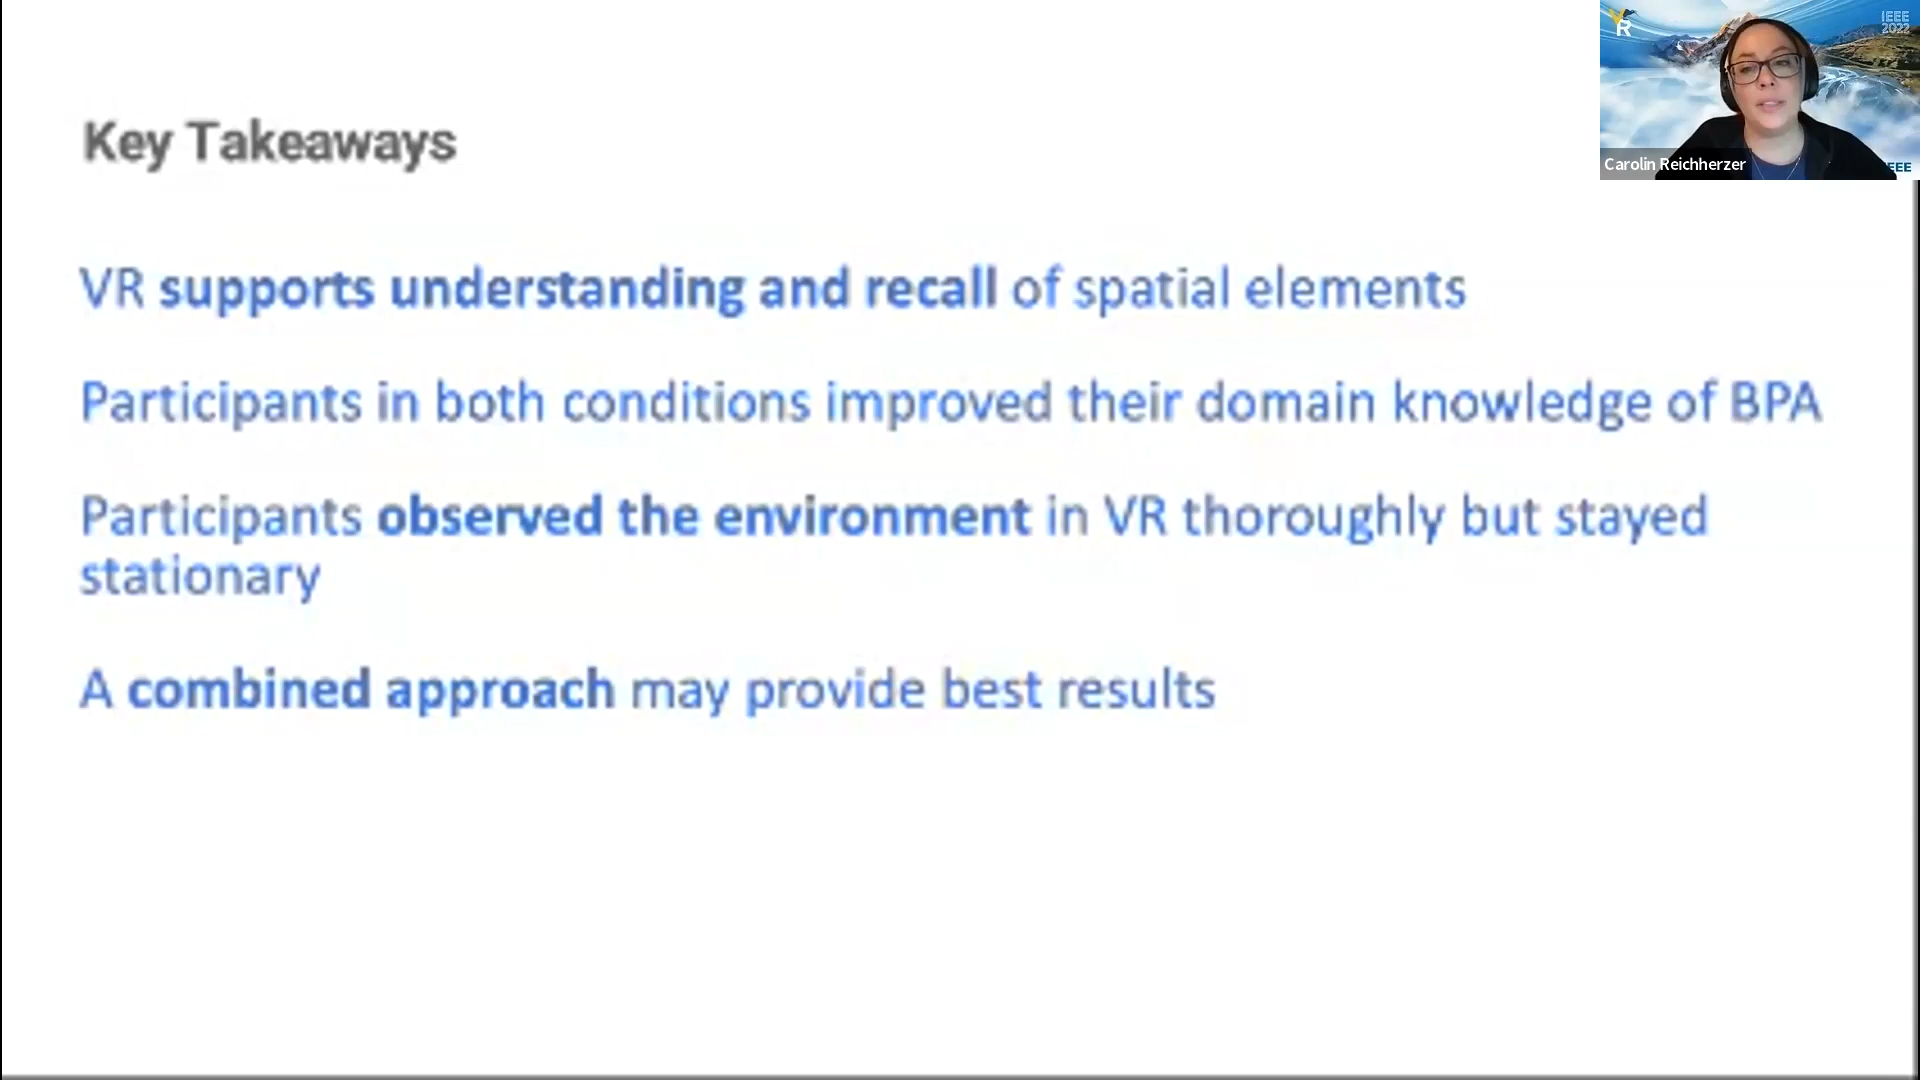 Key Takeaways
VR supports understanding and recall of spatial elements
Participants in both conditions improved their domain knowledge of BPA
Participants observed the environment in VR thoroughly but stayed
stationary
A combined approach may provide best results
VR
IEEE
2022
Carolin Reichherzer
EEE